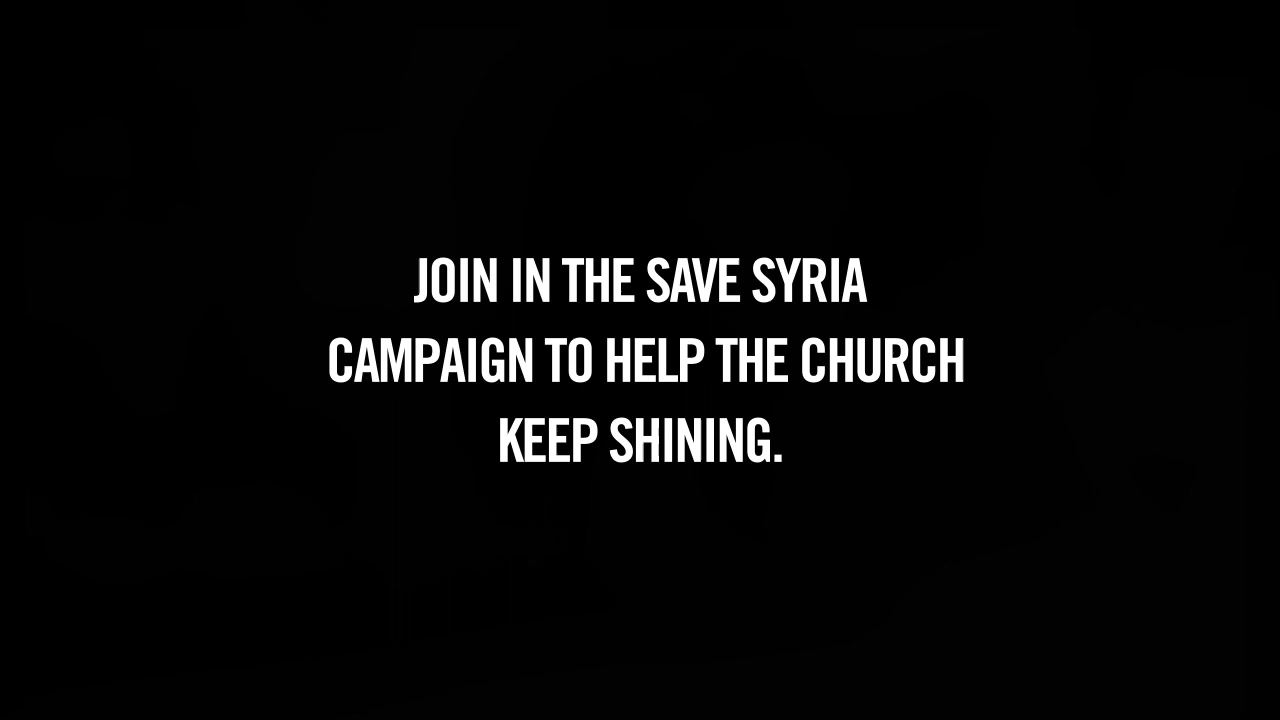 JOIN IN THE SAVE SYRIA
CAMPAIGN TO HELP THE CHURCH
KEEP SHINING.